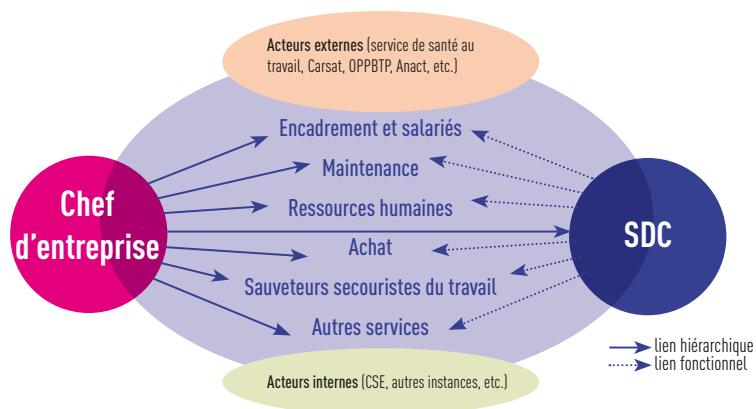 Acteurs externes (service de santé au
travail, Carsat, OPPBTP, Anact, etc.)
Encadrement et salariés
Maintenance
Ressources humaines
Chef
d'entreprise
SDC
Achat
Sauveteurs secouristes du travail
Autres services
Acteurs internes (CSE, autres instances, etc.)
lien hiérarchique
lien fonctionnel